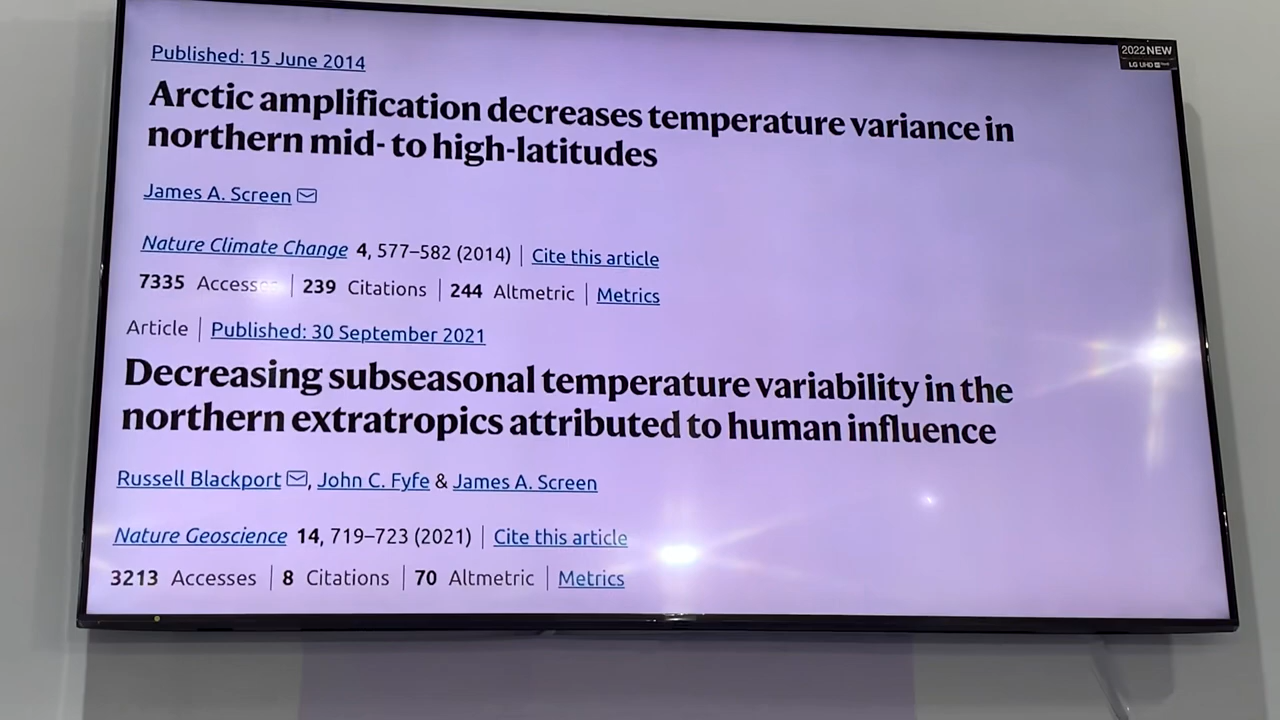 Published: 15 June 2014
Arctic amplification decreases temperature variance in
northern mid- to high-latitudes
James A. Screen
Nature Climate Change 4, 577–582 (2014) | Cite this article
7335 Accesses | 239 Citations | 244 Altmetric | Metrics
Article | Published: 30 September 2021
Decreasing subseasonal temperature variability in the
northern extratropics attributed to human influence
Russell Blackport, John C. Fyfe & James A. Screen
Nature Geoscience 14, 719–723 (2021) | Cite this article
3213 Accesses | 8 Citations | 70 Altmetric | Metrics
2022 NEW
LG UHD